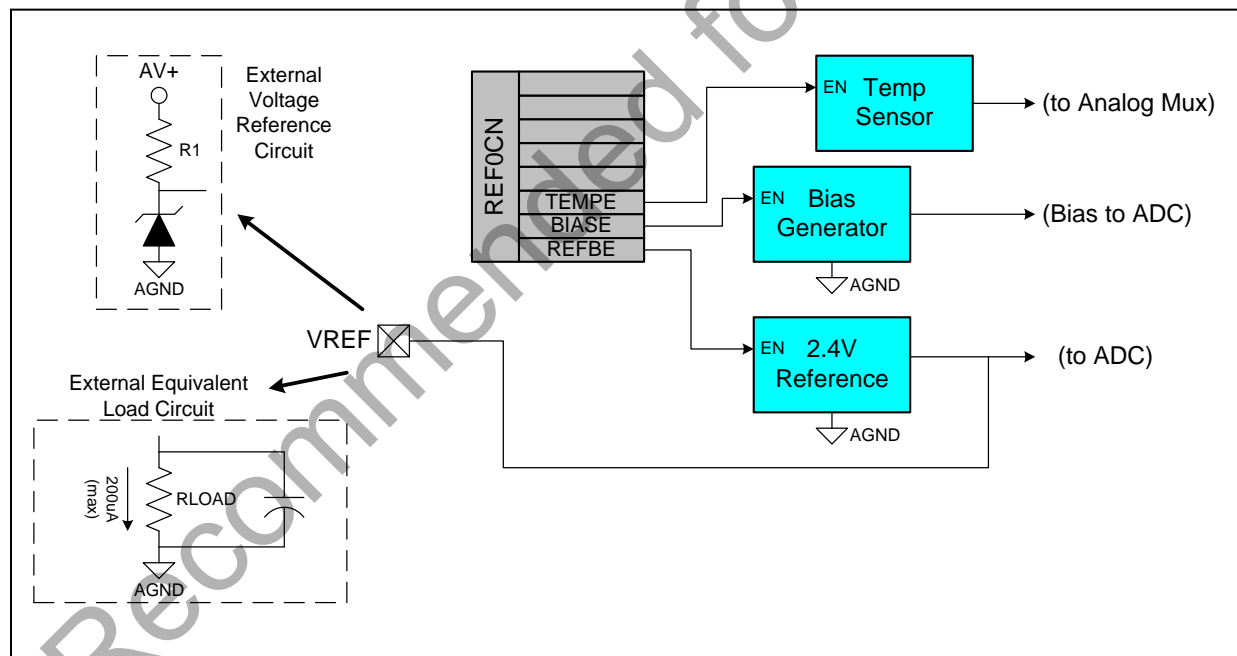 AV+
R1
AGND
External
Voltage
Reference
Circuit
REF0CN
TEMPE
BIASE
REFBE
EN
Temp
Sensor
(to Analog Mux)
EN
Bias
Generator
(Bias to ADC)
AGND
VREF
EN
2.4V
Reference
(to ADC)
AGND
External Equivalent
Load Circuit
200uA
(max)
RLOAD
AGND
Recommended fo